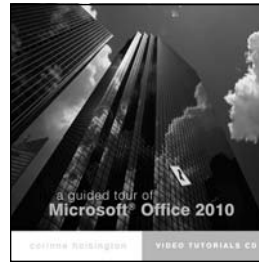 a guided tour of
Microsoft® Office 2010
corinne hoisington
VIDEO TUTORIALS CD